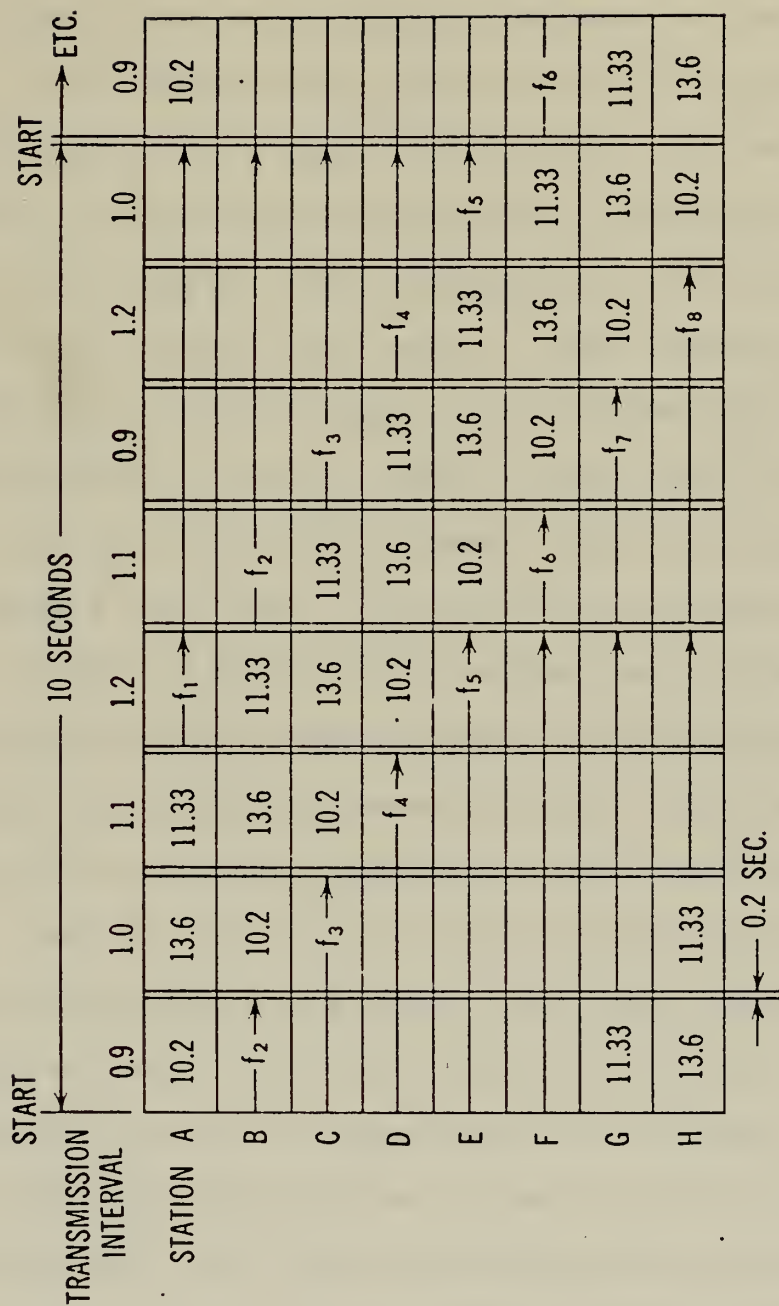 START START
10 SECONDS ETC.
TRANSMISSION
INTERVAL 0.9 1.0 1.1 1.2 1.1 0.9 1.2 1.0 0.9
STATION A 10.2 13.6 11.33 f1 10.2
B f2 10.2 13.6 11.33 f2
C f3 10.2 13.6 11.33 f3
D f4 10.2 13.6 11.33 f4
E f5 10.2 13.6 11.33 f5
F f6 10.2 13.6 11.33 f6
G 11.33 f7 10.2 13.6 11.33
H 13.6 11.33 f8 10.2 13.6
0.2 SEC.